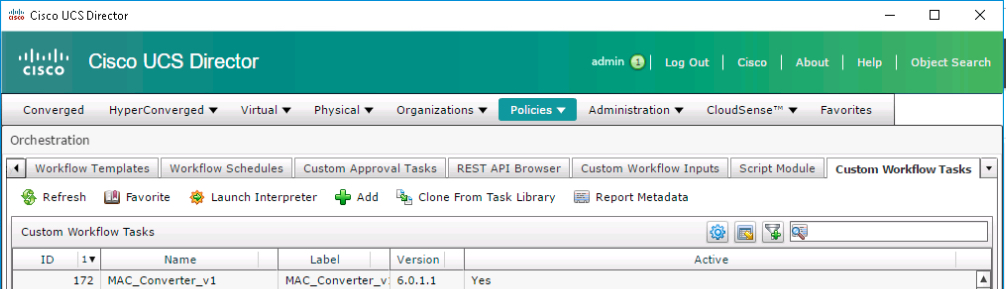 Cisco UCS Director
CISCO Cisco UCS Director admin 1 | Log Out | Cisco | About | Help | Object Search
Converged HyperConverged ▼ Virtual ▼ Physical ▼ Organizations ▼ Policies ▼ Administration ▼ CloudSense™ ▼ Favorites
Orchestration
Workflow Templates Workflow Schedules Custom Approval Tasks REST API Browser Custom Workflow Inputs Script Module Custom Workflow Tasks
Refresh Favorite Launch Interpreter Add Clone From Task Library Report Metadata
Custom Workflow Tasks
ID 1▼ Name Label Version Active
172 MAC_Converter_v1 MAC_Converter_v 6.0.1.1 Yes